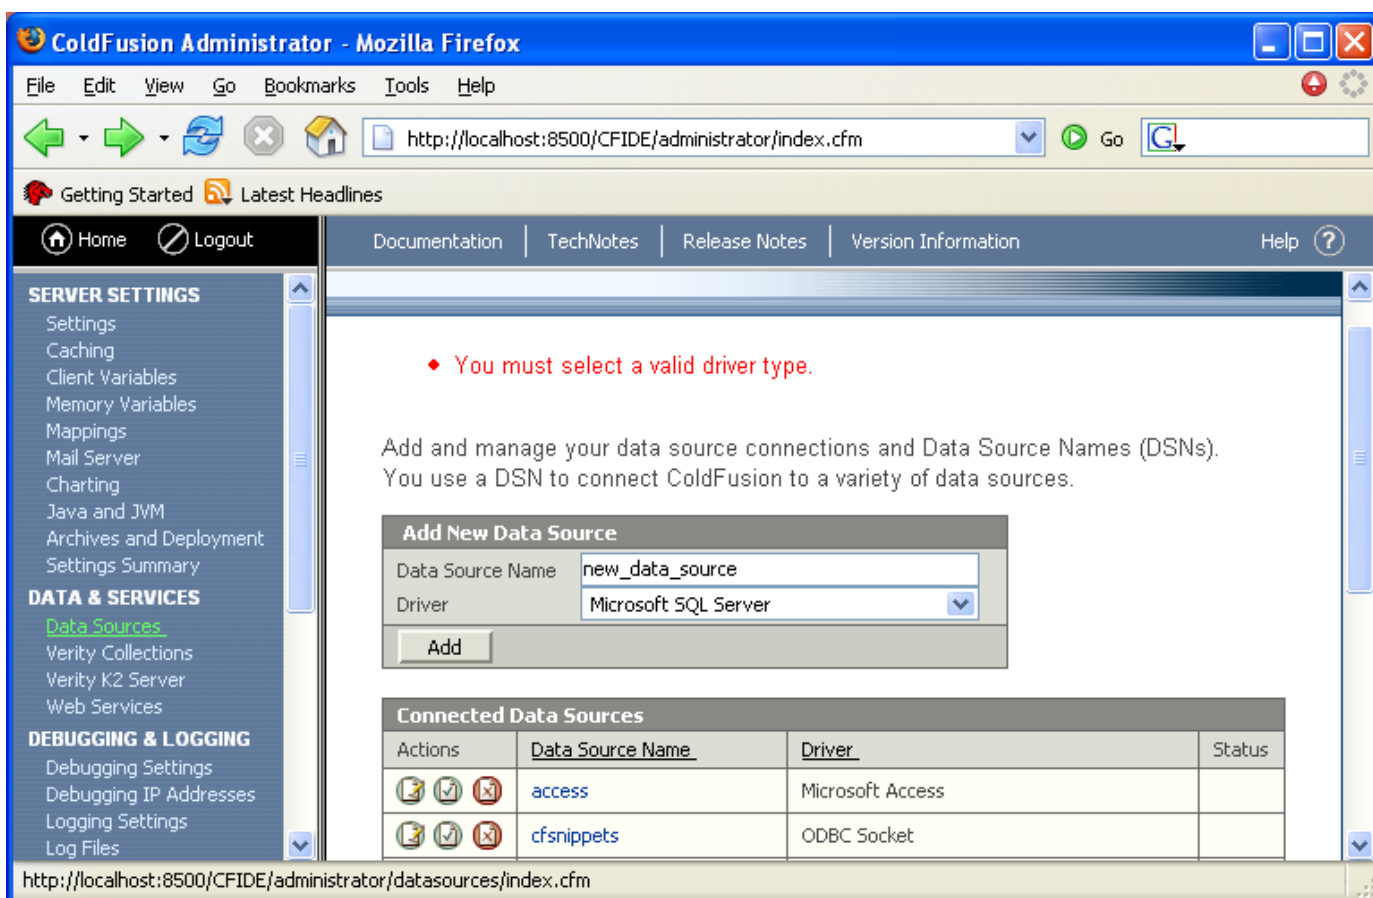 ColdFusion Administrator - Mozilla Firefox
File Edit View Go Bookmarks Tools Help
http://localhost:8500/CFIDE/administrator/index.cfm Go G
Getting Started Latest Headlines
Home Logout Documentation TechNotes Release Notes Version Information Help ?
SERVER SETTINGS
Settings
Caching
Client Variables
Memory Variables
Mappings
Mail Server
Charting
Java and JVM
Archives and Deployment
Settings Summary
DATA & SERVICES
Data Sources
Verity Collections
Verity K2 Server
Web Services
DEBUGGING & LOGGING
Debugging Settings
Debugging IP Addresses
Logging Settings
Log Files
• You must select a valid driver type.
Add and manage your data source connections and Data Source Names (DSNs).
You use a DSN to connect ColdFusion to a variety of data sources.
Add New Data Source
Data Source Name new_data_source
Driver Microsoft SQL Server
Add
Connected Data Sources
Actions Data Source Name Driver Status
access Microsoft Access
cfsnippets ODBC Socket
http://localhost:8500/CFIDE/administrator/datasources/index.cfm